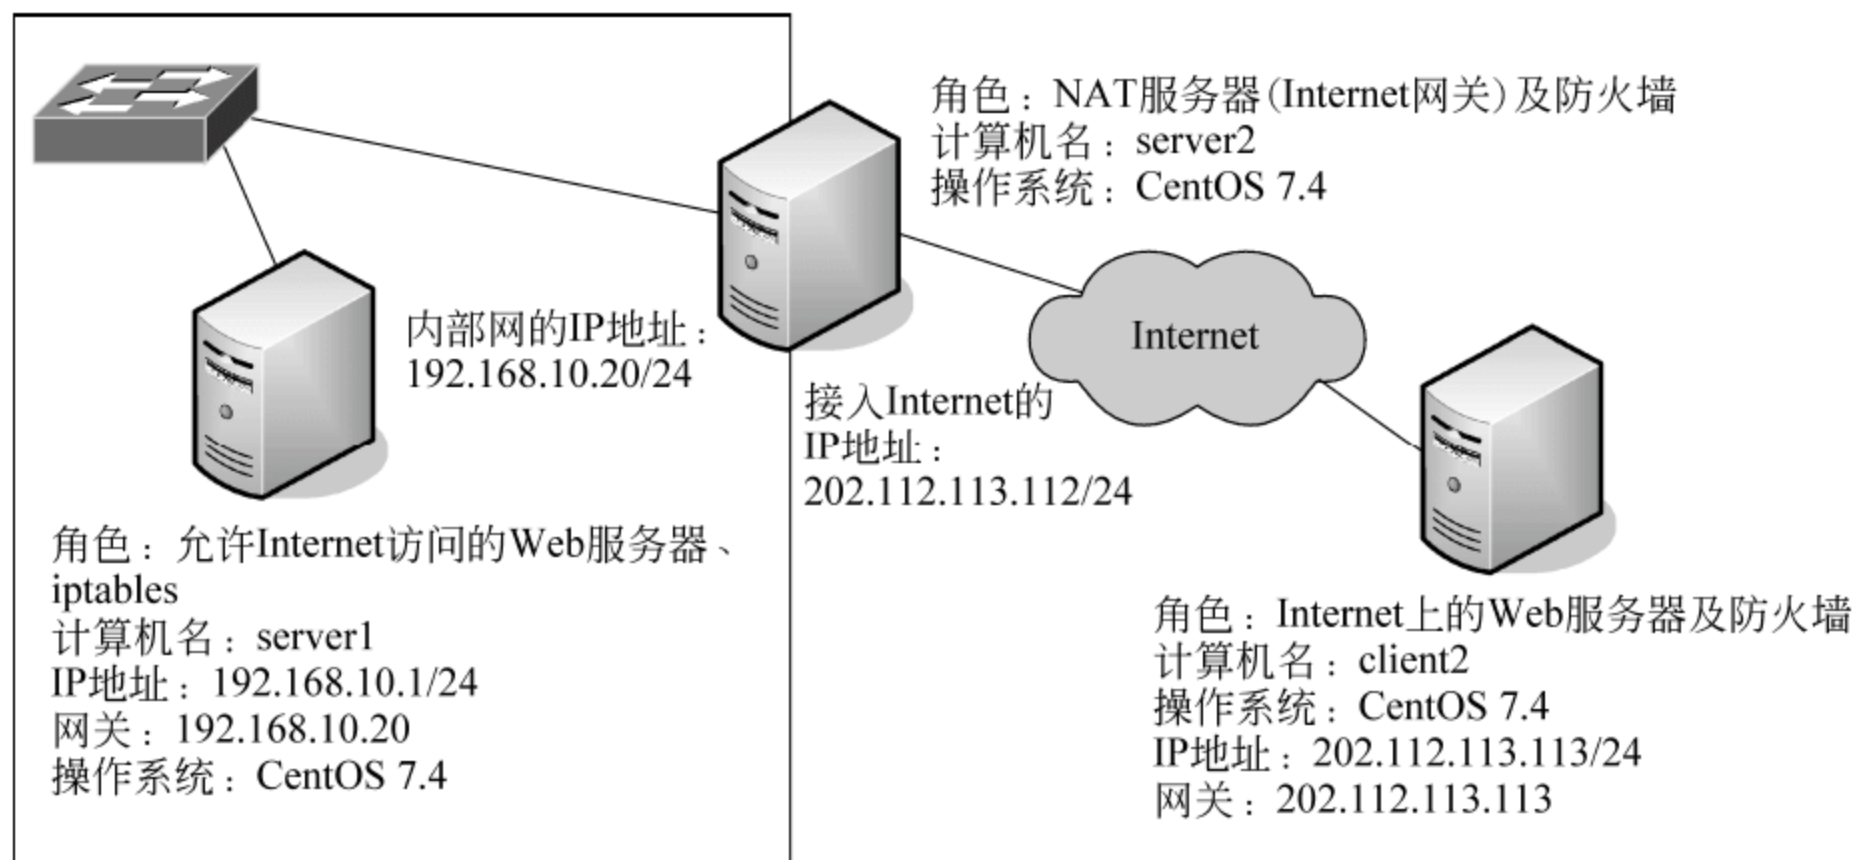 角色：NAT服务器(Internet网关)及防火墙
计算机名：server2
操作系统：CentOS 7.4
内部网的IP地址：
192.168.10.20/24
Internet
接入Internet的
IP地址：
202.112.113.112/24
角色：允许Internet访问的Web服务器、
iptables
计算机名：server1
IP地址：192.168.10.1/24
网关：192.168.10.20
操作系统：CentOS 7.4
角色：Internet上的Web服务器及防火墙
计算机名：client2
操作系统：CentOS 7.4
IP地址：202.112.113.113/24
网关：202.112.113.113